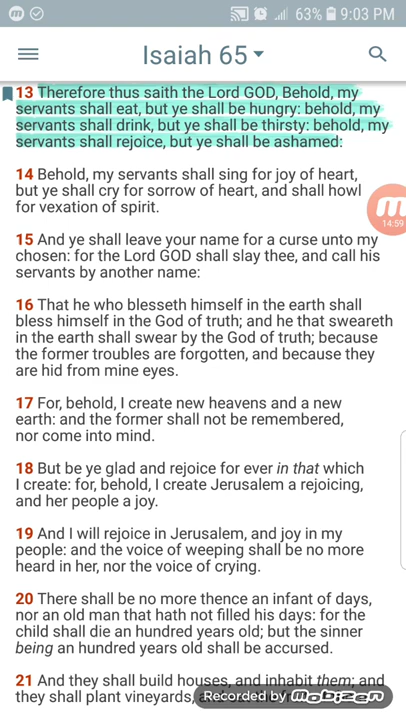 63% 9:03 PM
Isaiah 65
13 Therefore thus saith the Lord GOD, Behold, my
servants shall eat, but ye shall be hungry: behold, my
servants shall drink, but ye shall be thirsty: behold, my
servants shall rejoice, but ye shall be ashamed:
14 Behold, my servants shall sing for joy of heart,
but ye shall cry for sorrow of heart, and shall howl
for vexation of spirit.
14:59
15 And ye shall leave your name for a curse unto my
chosen: for the Lord GOD shall slay thee, and call his
servants by another name:
16 That he who blesseth himself in the earth shall
bless himself in the God of truth; and he that sweareth
in the earth shall swear by the God of truth; because
the former troubles are forgotten, and because they
are hid from mine eyes.
17 For, behold, I create new heavens and a new
earth: and the former shall not be remembered,
nor come into mind.
18 But be ye glad and rejoice for ever in that which
I create: for, behold, I create Jerusalem a rejoicing,
and her people a joy.
19 And I will rejoice in Jerusalem, and joy in my
people: and the voice of weeping shall be no more
heard in her, nor the voice of crying.
20 There shall be no more thence an infant of days,
nor an old man that hath not filled his days: for the
child shall die an hundred years old; but the sinner
being an hundred years old shall be accursed.
21 And they shall build houses, and inhabit them; and
they shall plant vineyards,
Recorded by mobizen